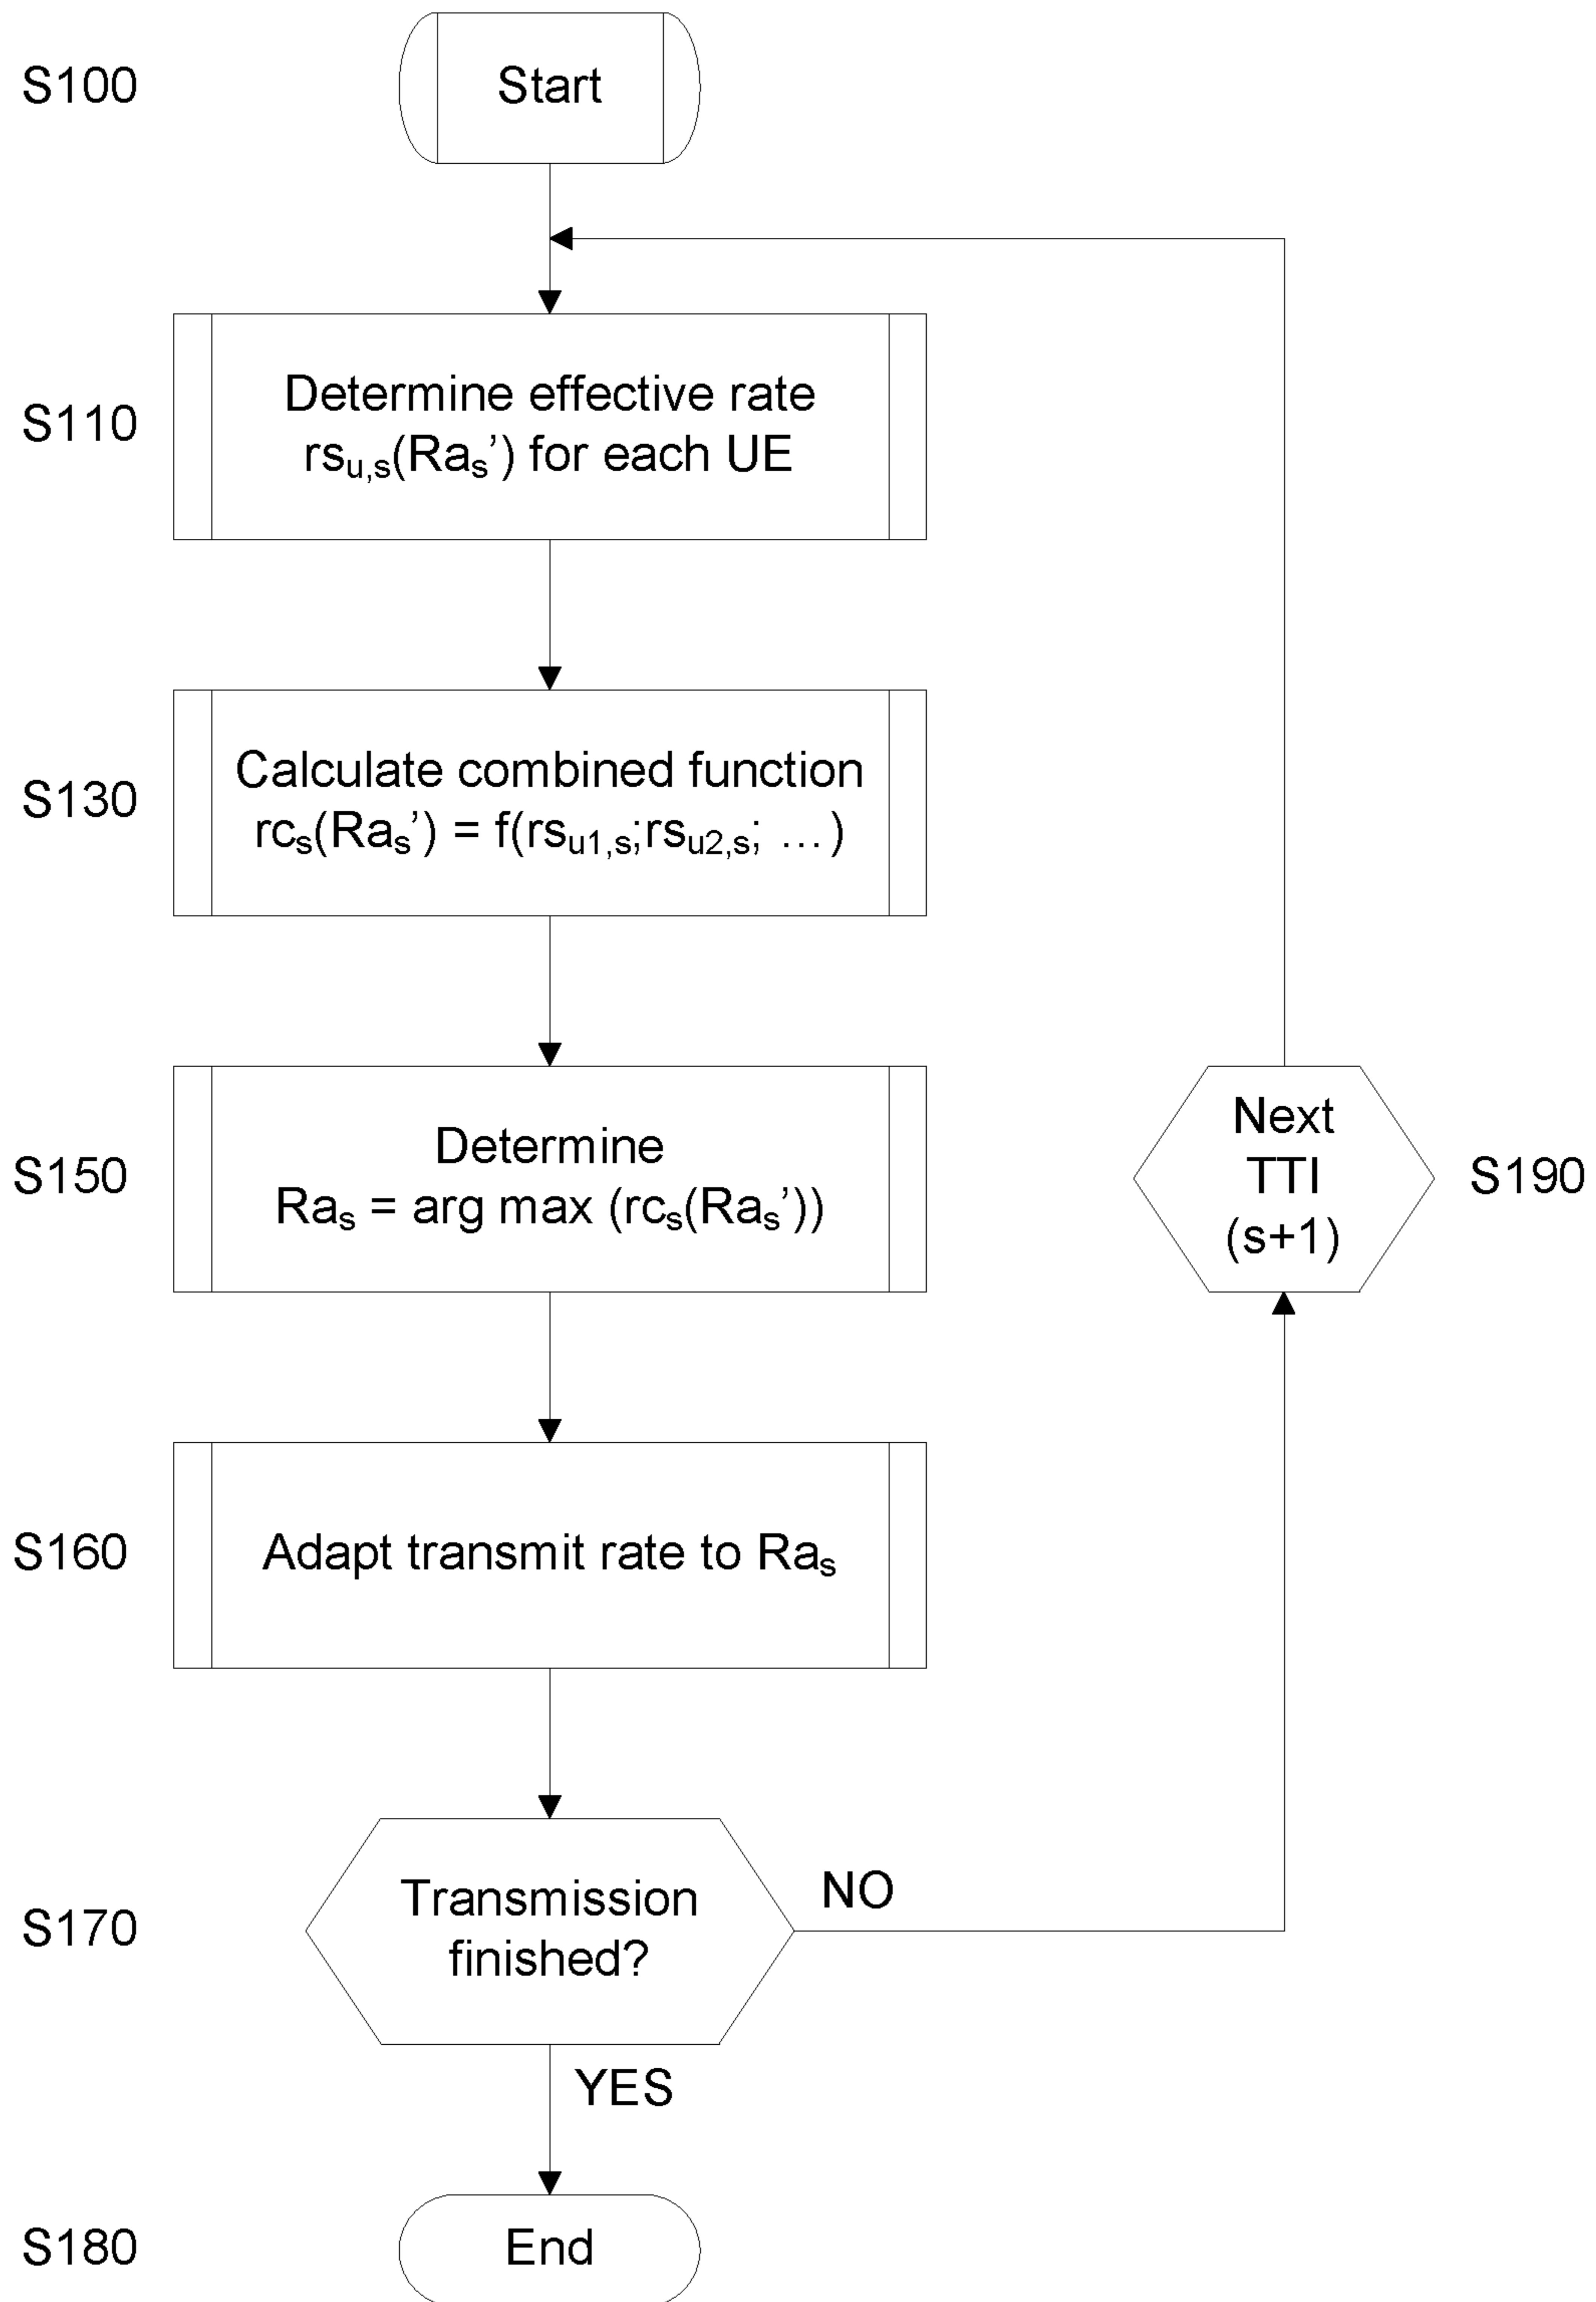 S100
Start
S110
Determine effective rate
rsu,s(Ras’) for each UE
S130
Calculate combined function
rcs(Ras’) = f(rsu1,s;rsu2,s; …)
S150
Determine
Ras = arg max (rcs(Ras’))
Next
TTI
(s+1)
S190
S160
Adapt transmit rate to Ras
S170
Transmission
finished?
NO
YES
S180
End